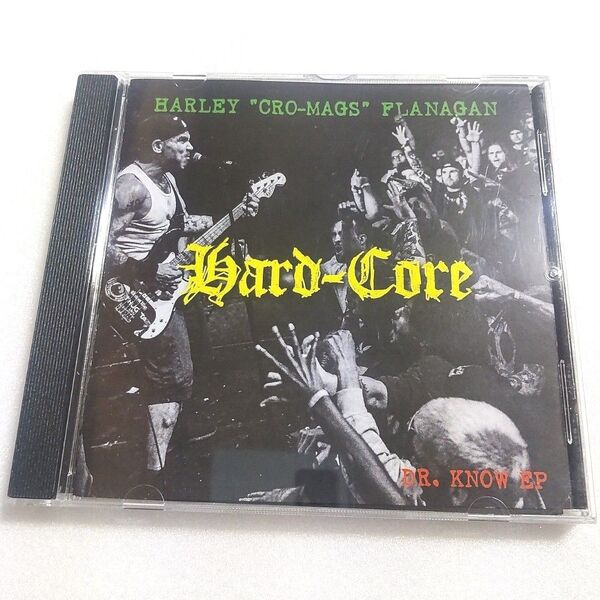 HARLEY "CRO-MAGS" FLANAGAN
Hard-Core
DR. KNOW EP